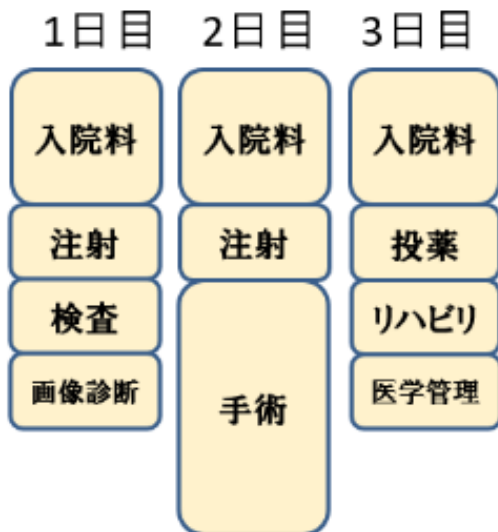 1日目 2日目 3日目
入院料 入院料 入院料
注射 注射 投薬
検査 リハビリ
画像診断 手術 医学管理